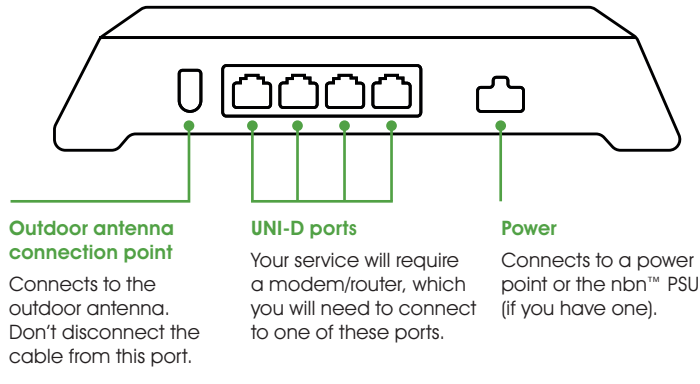 Outdoor antenna
connection point
Connects to the
outdoor antenna.
Don't disconnect the
cable from this port.
UNI-D ports
Your service will require
a modem/router, which
you will need to connect
to one of these ports.
Power
Connects to a power
point or the nbn™ PSU
(if you have one).